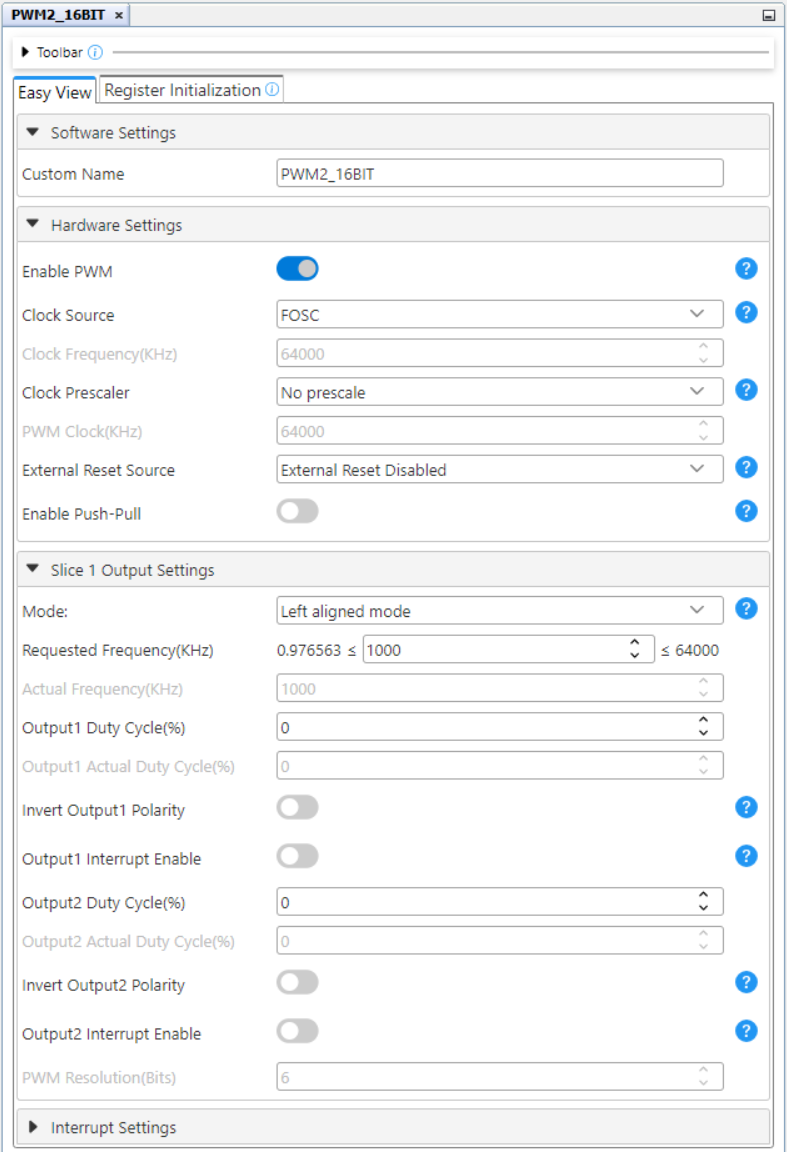 PWM2_16BIT ×
Toolbar
Easy View Register Initialization
Software Settings
Custom Name PWM2_16BIT
Hardware Settings
Enable PWM ?
Clock Source FOSC ?
Clock Frequency(KHz) 64000
Clock Prescaler No prescale ?
PWM Clock(KHz) 64000
External Reset Source External Reset Disabled ?
Enable Push-Pull ?
Slice 1 Output Settings
Mode: Left aligned mode ?
Requested Frequency(KHz) 0.976563 ≤ 1000 ≤ 64000
Actual Frequency(KHz) 1000
Output1 Duty Cycle(%) 0
Output1 Actual Duty Cycle(%) 0
Invert Output1 Polarity ?
Output1 Interrupt Enable ?
Output2 Duty Cycle(%) 0
Output2 Actual Duty Cycle(%) 0
Invert Output2 Polarity ?
Output2 Interrupt Enable ?
PWM Resolution(Bits) 6
Interrupt Settings